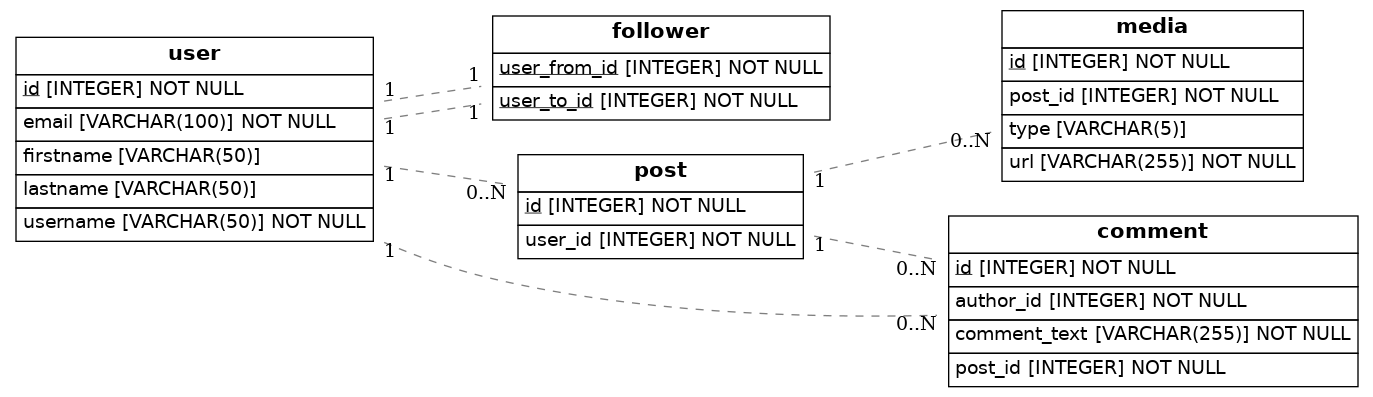 user
id [INTEGER] NOT NULL
email [VARCHAR(100)] NOT NULL
firstname [VARCHAR(50)]
lastname [VARCHAR(50)]
username [VARCHAR(50)] NOT NULL
1
1
1
1
follower
user_from_id [INTEGER] NOT NULL
user_to_id [INTEGER] NOT NULL
1
1
0..N
post
id [INTEGER] NOT NULL
user_id [INTEGER] NOT NULL
1
1
media
id [INTEGER] NOT NULL
post_id [INTEGER] NOT NULL
type [VARCHAR(5)]
url [VARCHAR(255)] NOT NULL
0..N
comment
id [INTEGER] NOT NULL
author_id [INTEGER] NOT NULL
comment_text [VARCHAR(255)] NOT NULL
post_id [INTEGER] NOT NULL
0..N
0..N